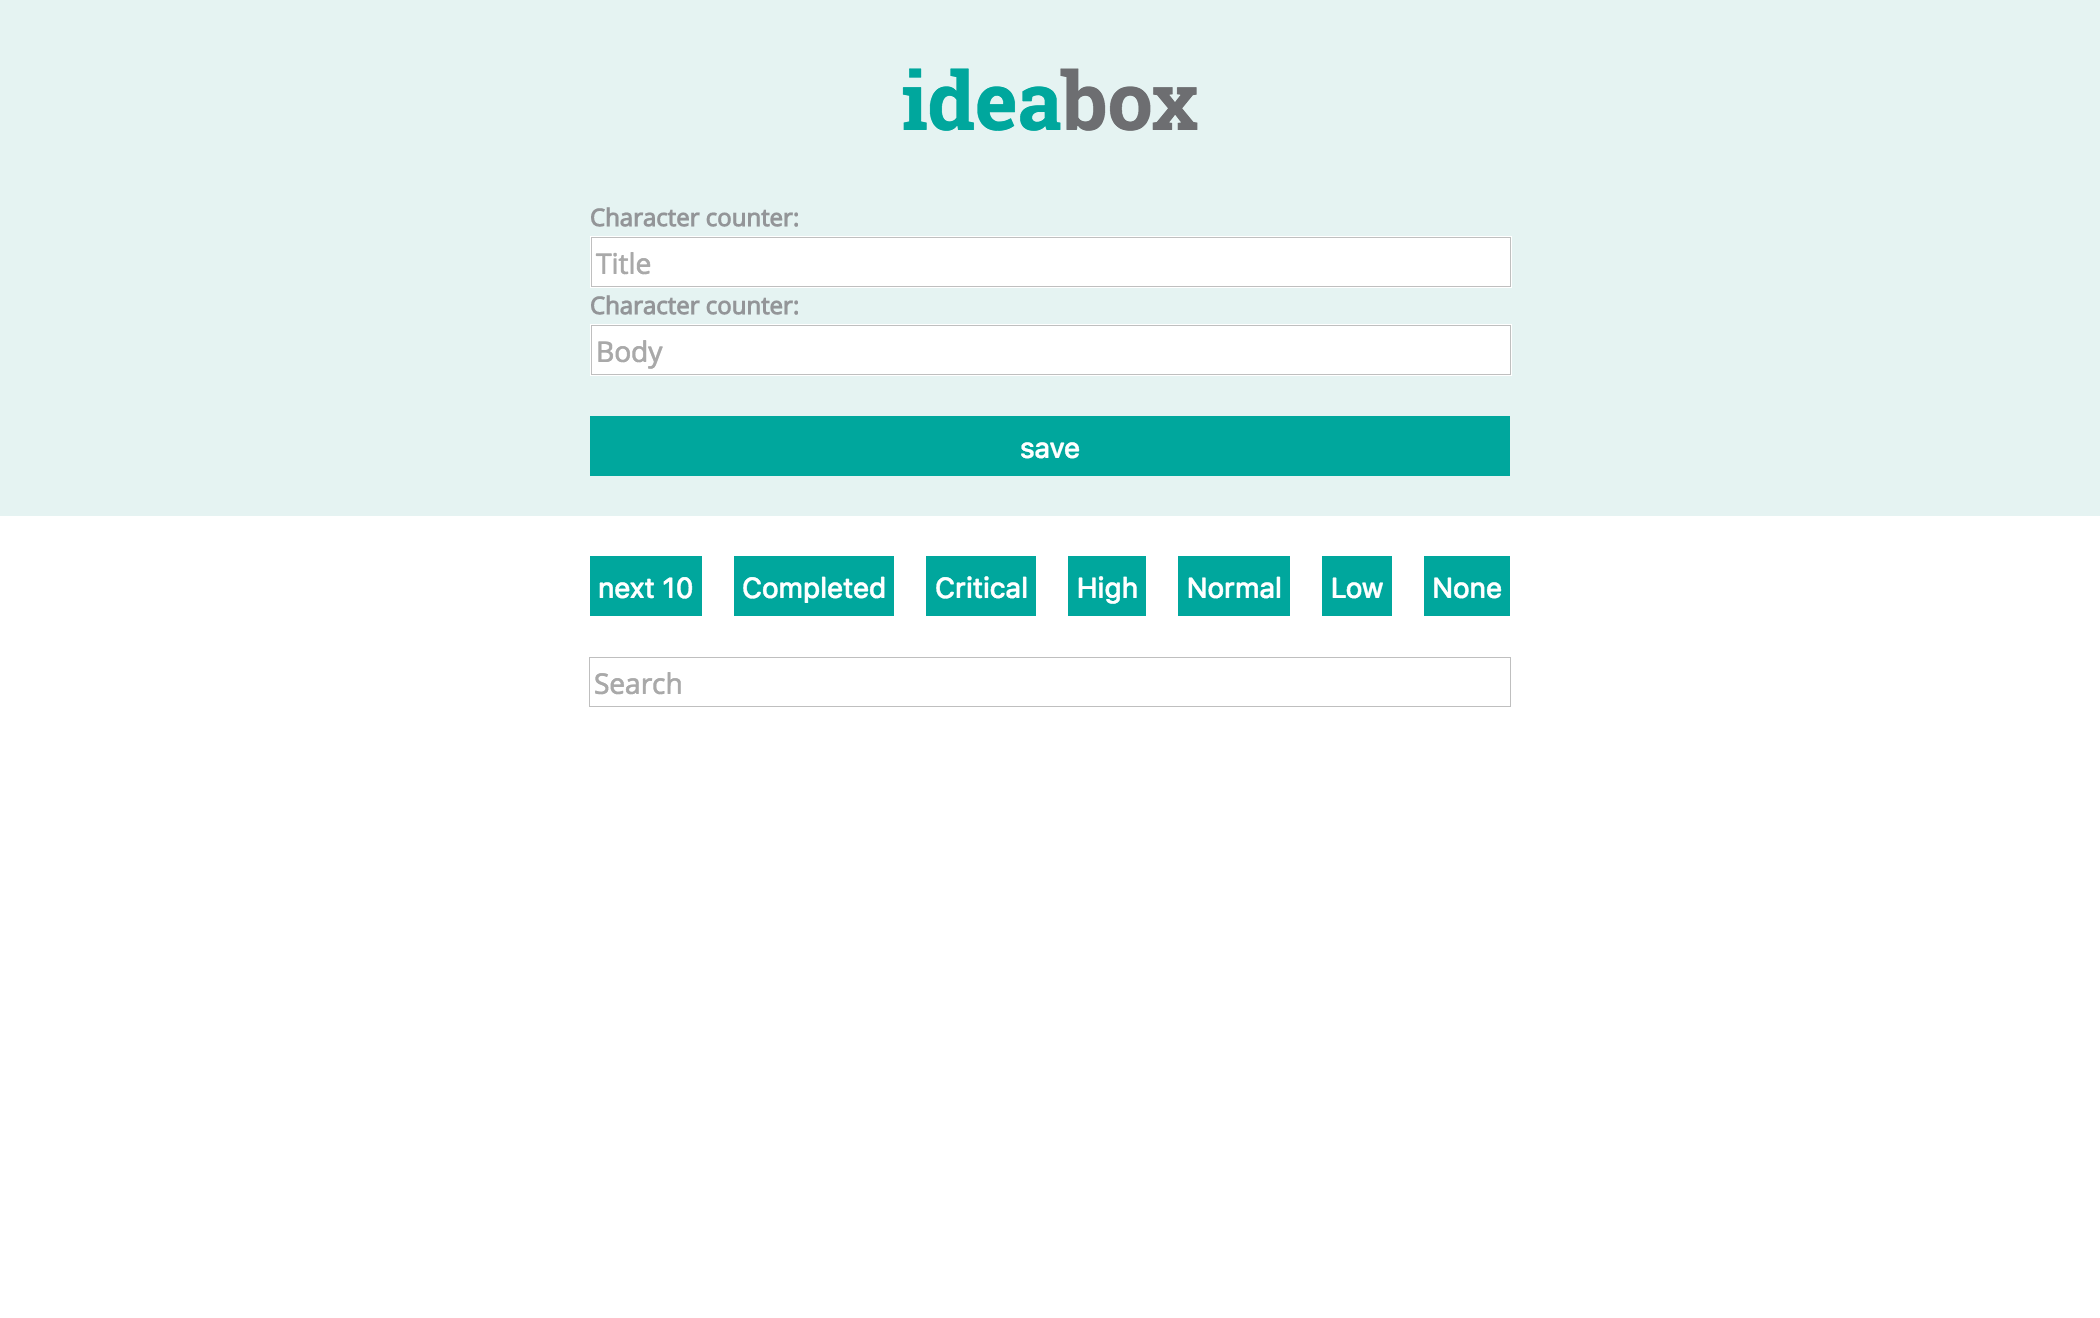 ideabox
Character counter:
Title
Character counter:
Body
save
next 10 Completed Critical High Normal Low None
Search